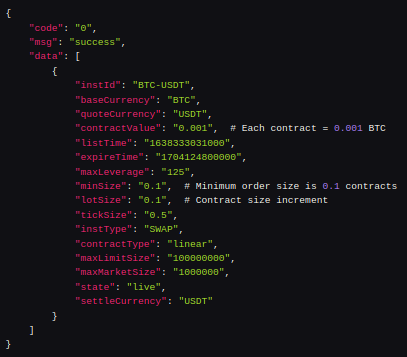 {
    "code": "0",
    "msg": "success",
    "data": [
        {
            "instId": "BTC-USDT",
            "baseCurrency": "BTC",
            "quoteCurrency": "USDT",
            "contractValue": "0.001",  # Each contract = 0.001 BTC
            "listTime": "1638333031000",
            "expireTime": "1704124800000",
            "maxLeverage": "125",
            "minSize": "0.1",  # Minimum order size is 0.1 contracts
            "lotSize": "0.1",  # Contract size increment
            "tickSize": "0.5",
            "instType": "SWAP",
            "contractType": "linear",
            "maxLimitSize": "100000000",
            "maxMarketSize": "1000000",
            "state": "live",
            "settleCurrency": "USDT"
        }
    ]
}